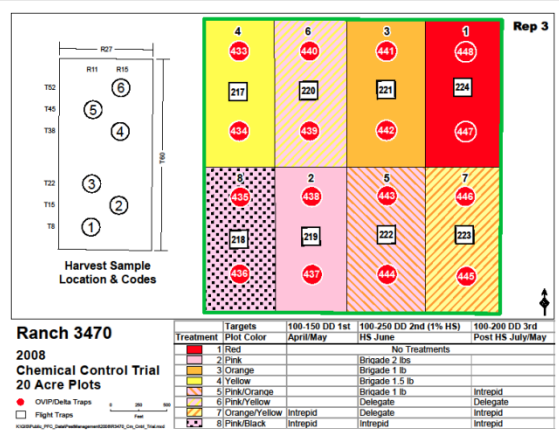 Rep 3
4 6 3 1
433 440 441 448
217 220 221 224
434 439 442 447
8 2 5 7
435 438 443 446
218 219 222 223
436 437 444 445
R27
R11 R15
T52 6
T45 5
T38 4
T60
T22 3
T15 2
T8 1
Harvest Sample
Location & Codes
Ranch 3470
2008
Chemical Control Trial
20 Acre Plots
OVIP/Delta Traps
Flight Traps
Feet
Targets 100-150 DD 1st 100-250 DD 2nd (1% HS) 100-200 DD 3rd
Treatment Plot Color April/May HS June Post HS July/May
1 Red No Treatments
2 Pink Brigade 2 lbs
3 Orange Brigade 1 lb
4 Yellow Brigade 1.5 lb
5 Pink/Orange Brigade 1 lb Intrepid
6 Pink/Yellow Delegate Delegate
7 Orange/Yellow Intrepid Delegate Intrepid
8 Pink/Black Intrepid Intrepid Intrepid